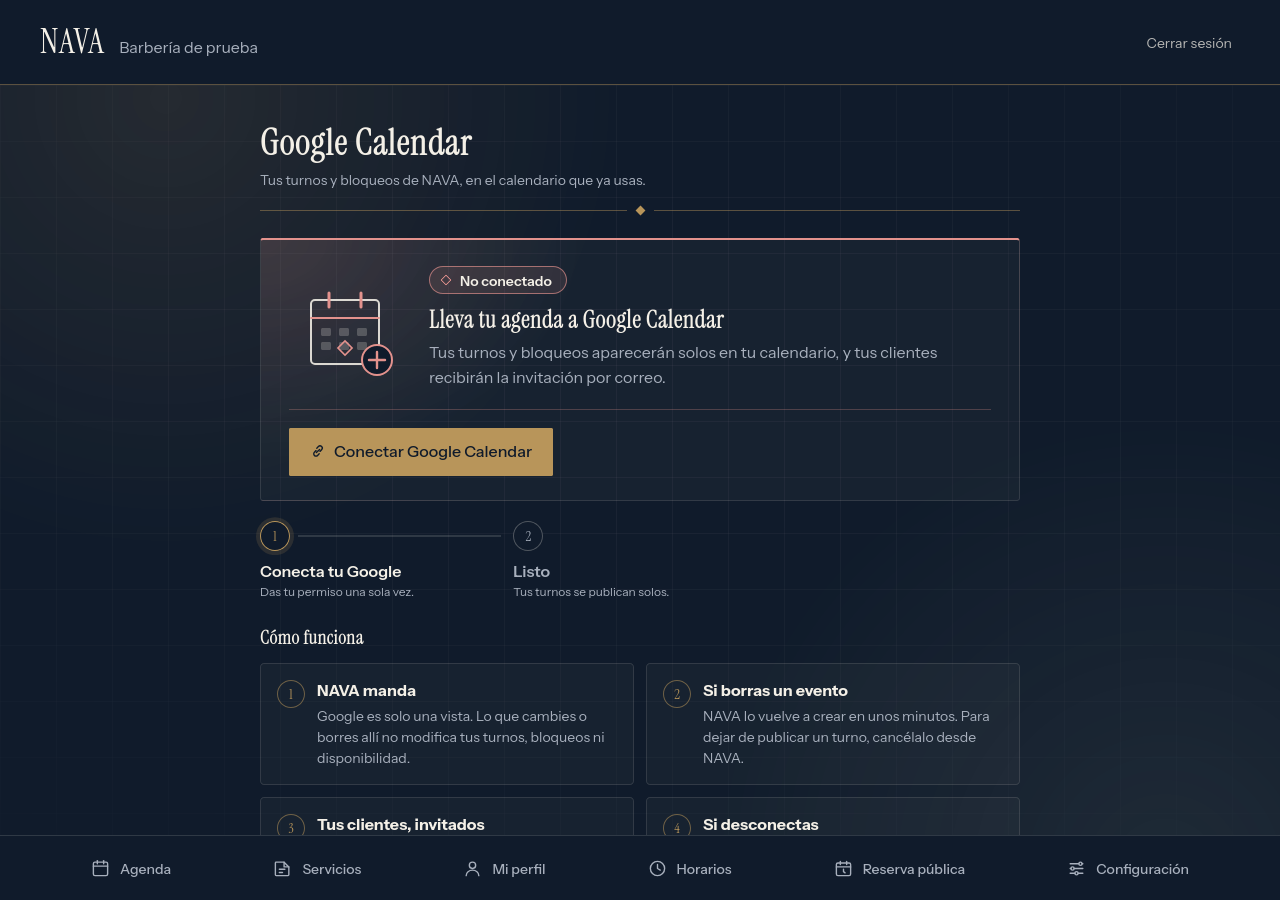 NAVA Barbería de prueba
Cerrar sesión
Google Calendar
Tus turnos y bloqueos de NAVA, en el calendario que ya usas.
No conectado
Lleva tu agenda a Google Calendar
Tus turnos y bloqueos aparecerán solos en tu calendario, y tus clientes
recibirán la invitación por correo.
Conectar Google Calendar
1
Conecta tu Google
Das tu permiso una sola vez.
2
Listo
Tus turnos se publican solos.
Cómo funciona
1
NAVA manda
Google es solo una vista. Lo que cambies o
borres allí no modifica tus turnos, bloqueos ni
disponibilidad.
2
Si borras un evento
NAVA lo vuelve a crear en unos minutos. Para
dejar de publicar un turno, cancélalo desde
NAVA.
3
Tus clientes, invitados
4
Si desconectas
Agenda
Servicios
Mi perfil
Horarios
Reserva pública
Configuración